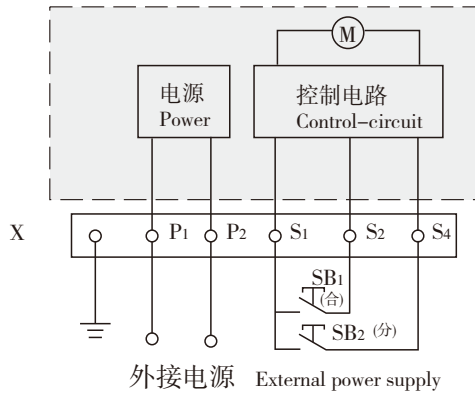 M
电源
Power
控制电路
Control-circuit
X P1 P2 S1 S2 S4
SB1
(合)
SB2 (分)
外接电源 External power supply